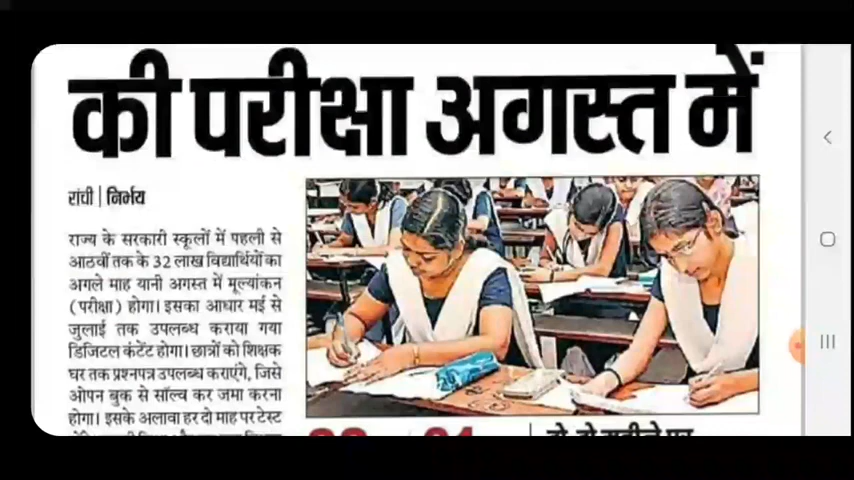 की परीक्षा अगस्त में
रांची | निर्भय
राज्य के सरकारी स्कूलों में पहली से
आठवीं तक के 32 लाख विद्यार्थियों का
अगले माह यानी अगस्त में मूल्यांकन
(परीक्षा) होगा। इसका आधार मई से
जुलाई तक उपलब्ध कराया गया
डिजिटल कंटेंट होगा। छात्रों को शिक्षक
घर तक प्रश्नपत्र उपलब्ध कराएंगे, जिसे
ओपन बुक से सॉल्व कर जमा करना
होगा। इसके अलावा हर दो माह पर टेस्ट